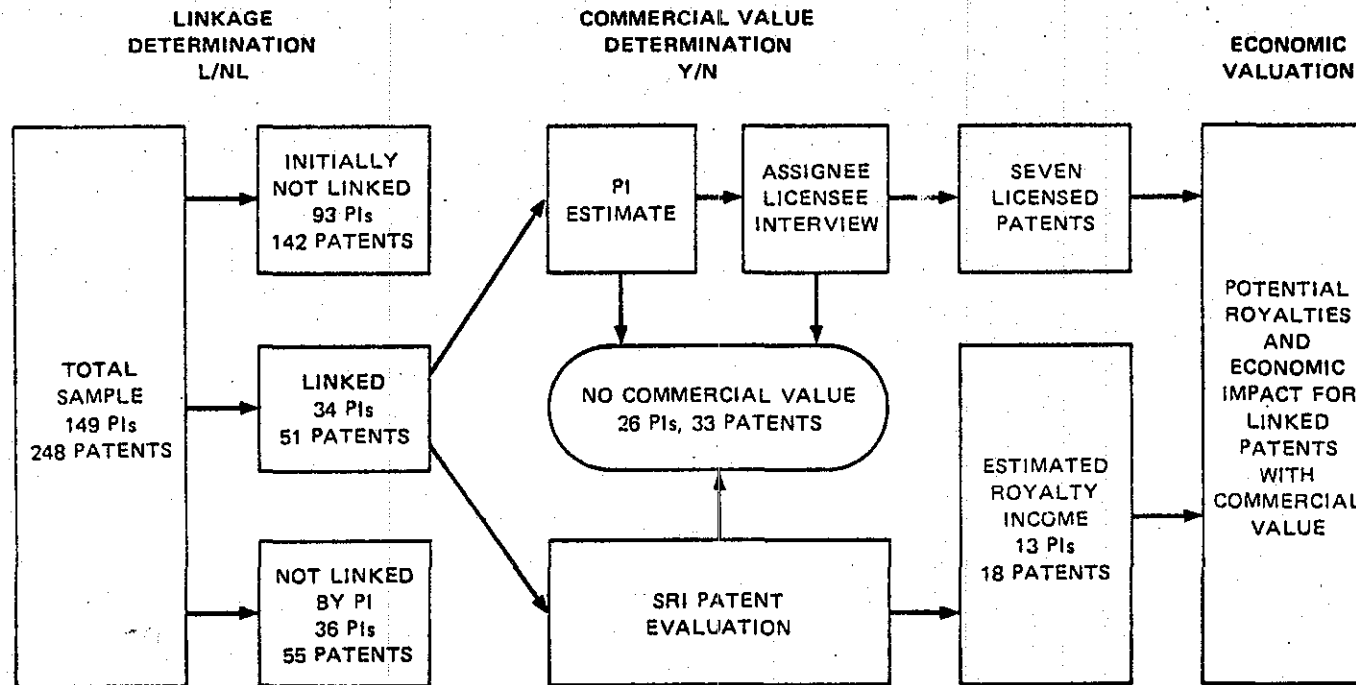 LINKAGE
DETERMINATION
L/NL
COMMERCIAL VALUE
DETERMINATION
Y/N
ECONOMIC
VALUATION
TOTAL
SAMPLE
149 PIs
248 PATENTS
INITIALLY
NOT LINKED
93 PIs
142 PATENTS
LINKED
34 PIs
51 PATENTS
NOT LINKED
BY PI
36 PIs
55 PATENTS
PI
ESTIMATE
ASSIGNEE
LICENSEE
INTERVIEW
NO COMMERCIAL VALUE
26 PIs, 33 PATENTS
SRI PATENT
EVALUATION
SEVEN
LICENSED
PATENTS
ESTIMATED
ROYALTY
INCOME
13 PIs
18 PATENTS
POTENTIAL
ROYALTIES
AND
ECONOMIC
IMPACT FOR
LINKED
PATENTS
WITH
COMMERCIAL
VALUE